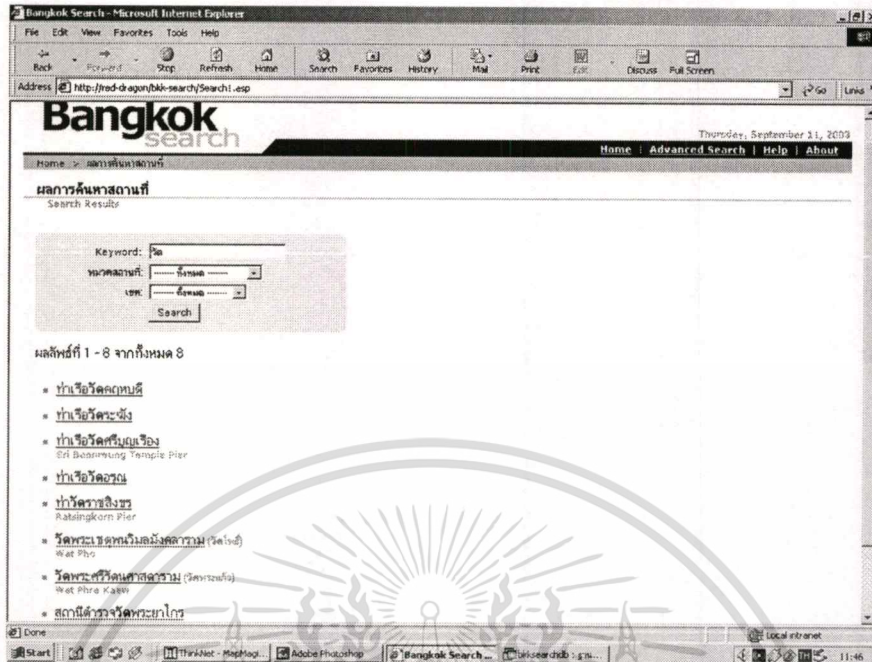 Bangkok Search - Microsoft Internet Explorer
File Edit View Favorites Tools Help
Back Forward Stop Refresh Home Search Favorites History Mail Print Edit Discuss Full Screen
Address http://red-dragon/bkk-search/Search1.asp Go Links
Bangkok
search
Thursday, September 11, 2003
Home | Advanced Search | Help | About
Home > ผลการค้นหาสถานที่
ผลการค้นหาสถานที่
Search Results
Keyword: วัด
หมวดสถานที่: ------ ทั้งหมด ------
เขต: ------ ทั้งหมด ------
Search
ผลลัพธ์ที่ 1 - 8 จากทั้งหมด 8
ท่าเรือวัดคฤหบดี
ท่าเรือวัดระฆัง
ท่าเรือวัดศรีบุญเรือง
Sri Boonreung Temple Pier
ท่าเรือวัดอรุณ
ท่าวัดราชสิงขร
Ratsingkorn Pier
วัดพระเชตุพนวิมลมังคลาราม (วัดโพธิ์)
Wat Pho
วัดพระศรีรัตนศาสดาราม (วัดพระแก้ว)
Wat Phra Kaew
สถานีตำรวจวัดพระยาไกร
Done Local intranet
Start ThinkNet - MapMagi... Adobe Photoshop Bangkok Search ... bkksearchdb : ฐาน... 11:46